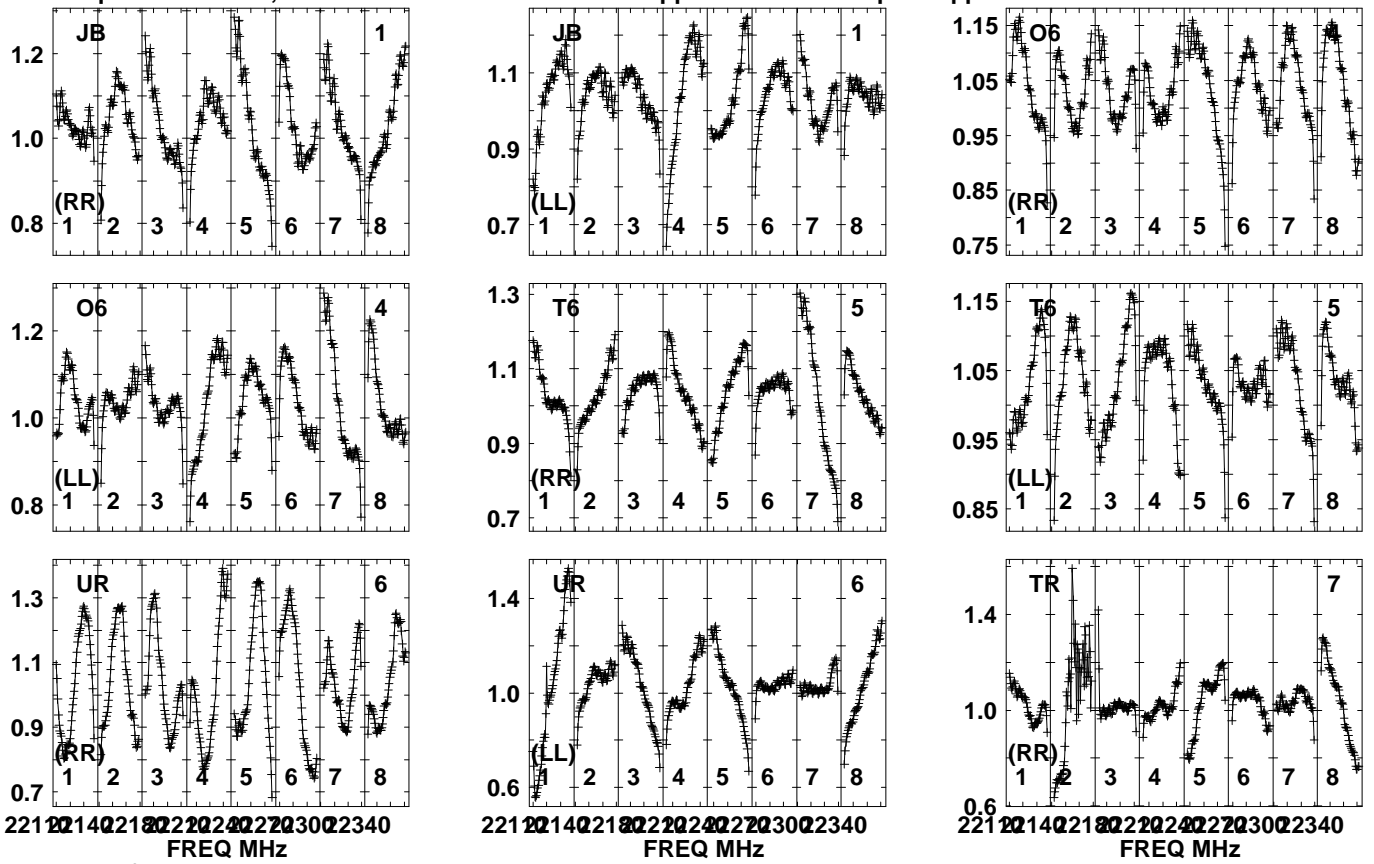 JB 1
1.2
1.0
0.8
(RR)
1 2 3 4 5 6 7 8
JB 1
1.1
0.9
0.7
(LL)
1 2 3 4 5 6 7 8
O6
1.15
1.05
0.95
0.85
0.75
(RR)
1 2 3 4 5 6 7 8
O6 4
1.2
1.0
0.8
(LL)
1 2 3 4 5 6 7 8
T6 5
1.3
1.1
0.9
0.7
(RR)
1 2 3 4 5 6 7 8
T6 5
1.15
1.05
0.95
0.85
(LL)
1 2 3 4 5 6 7 8
UR 6
1.3
1.1
0.9
0.7
(RR)
1 2 3 4 5 6 7 8
UR 6
1.4
1.0
0.6
(LL)
1 2 3 4 5 6 7 8
TR 7
1.4
1.0
0.6
(RR)
1 2 3 4 5 6 7 8
FREQ MHz
FREQ MHz
FREQ MHz